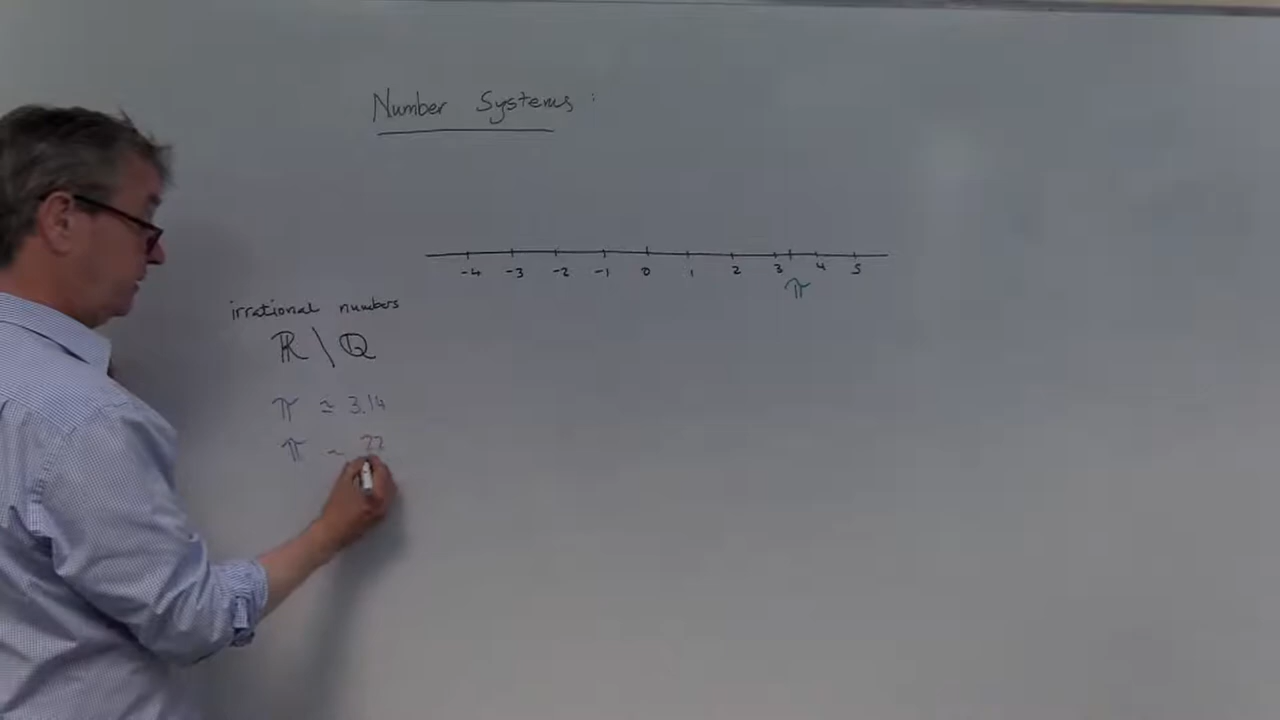 Number Systems:
-4 -3 -2 -1 0 1 2 3 4 5
π
irrational numbers
ℝ \ ℚ
π ≃ 3.14
π ~ 22